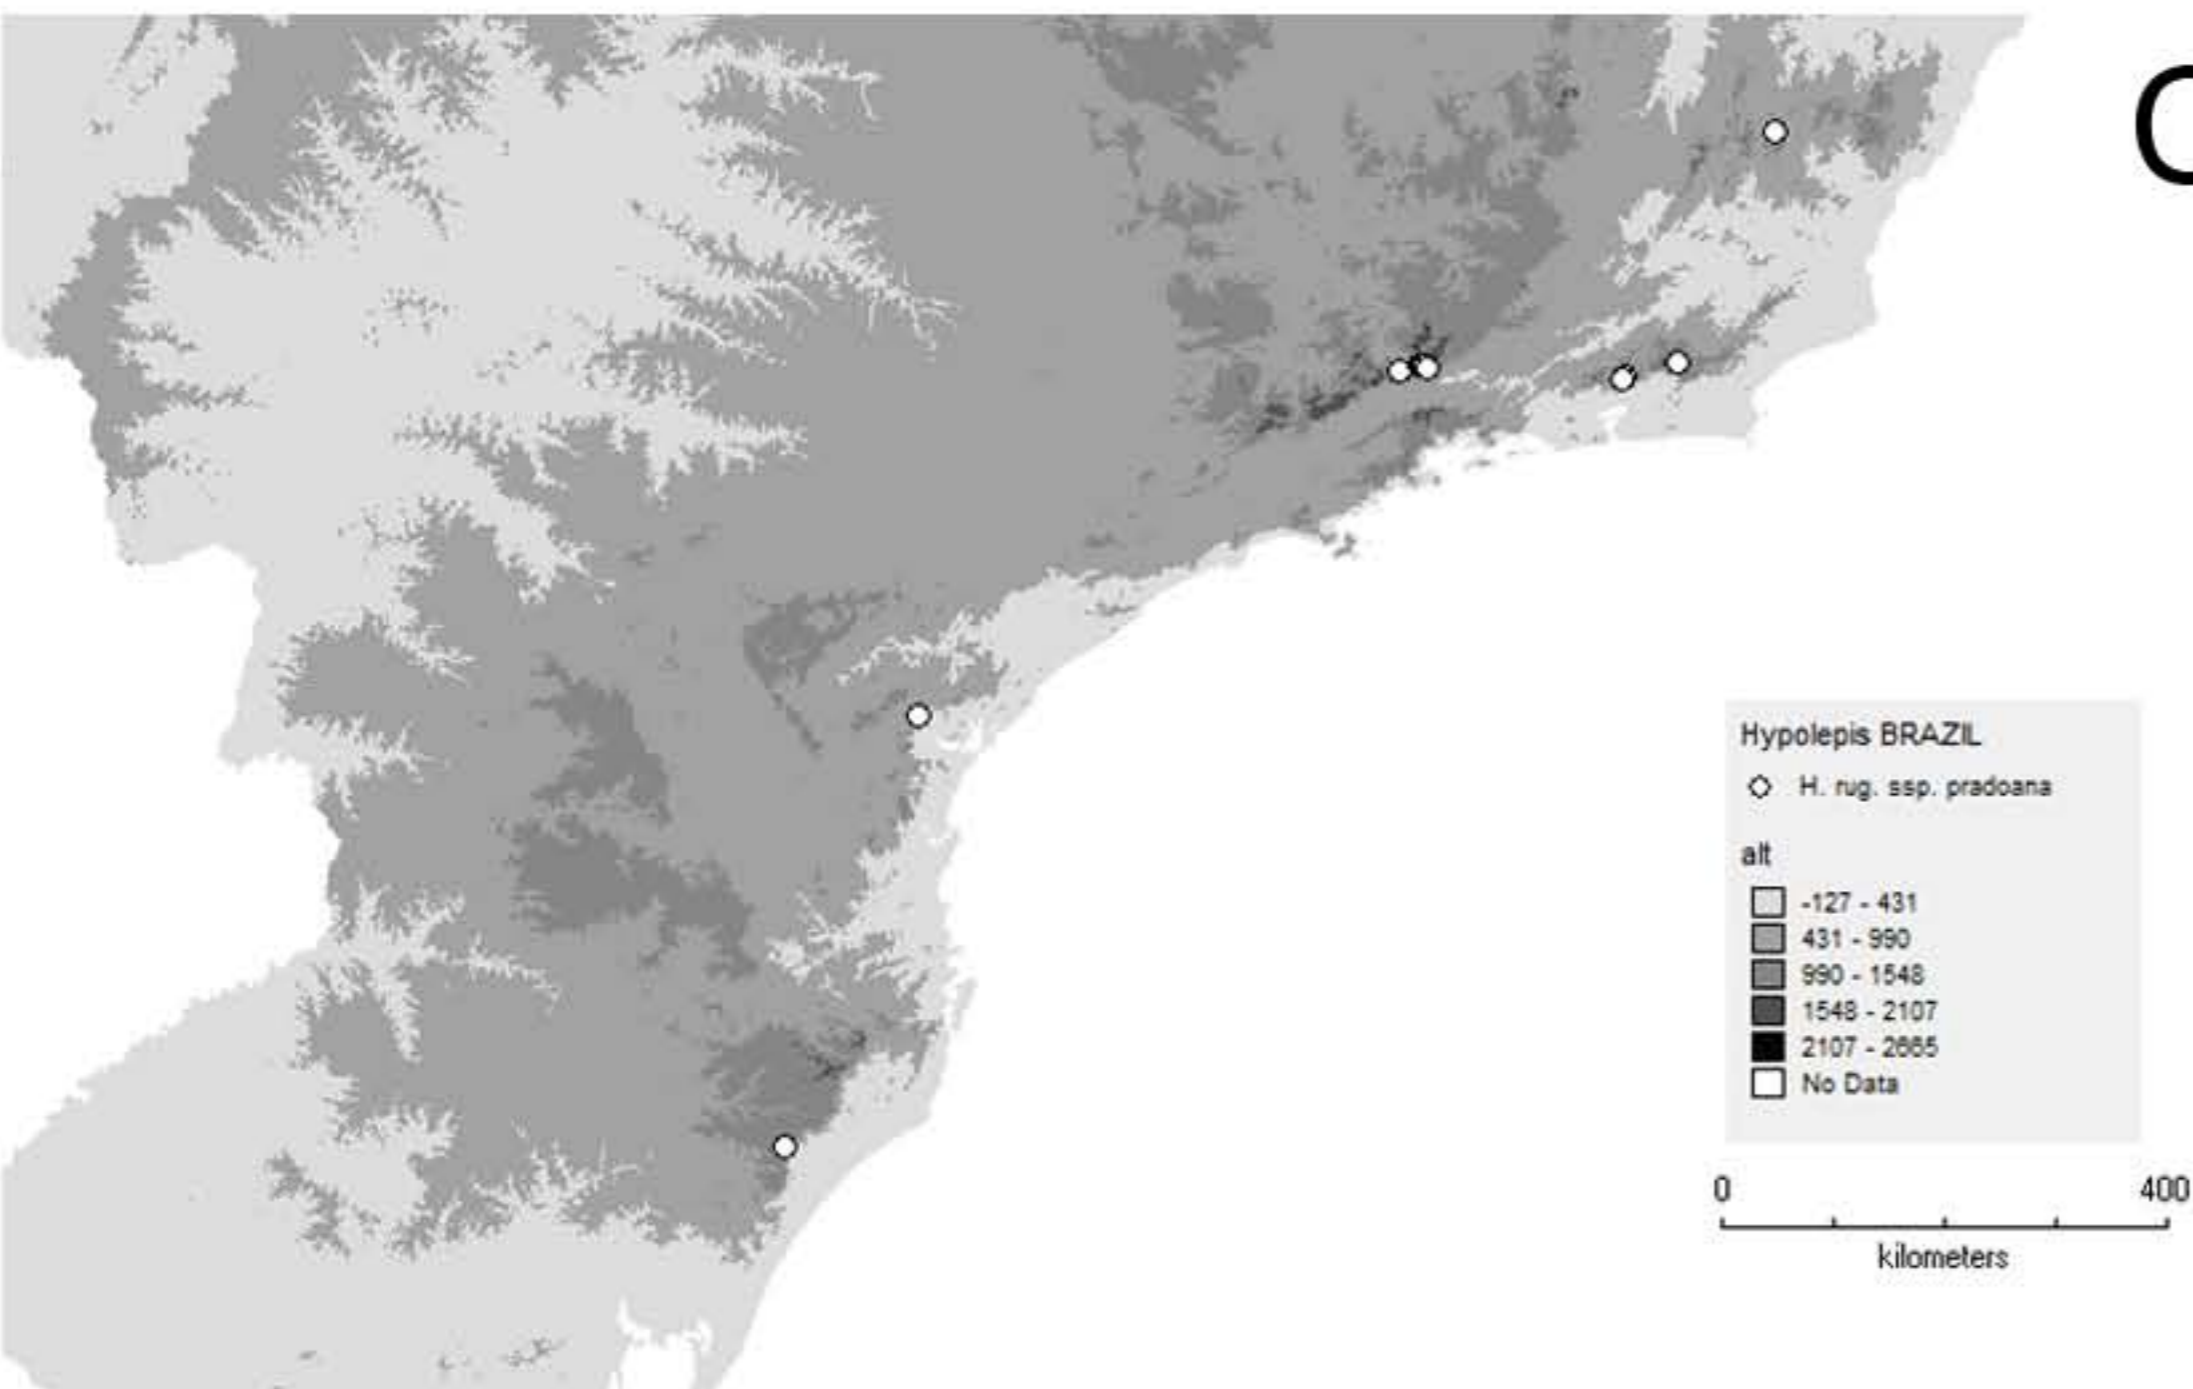 C
Hypolepis BRAZIL
H. rug. ssp. pradoana
alt
-127 - 431
431 - 990
990 - 1548
1548 - 2107
2107 - 2665
No Data
0 400
kilometers